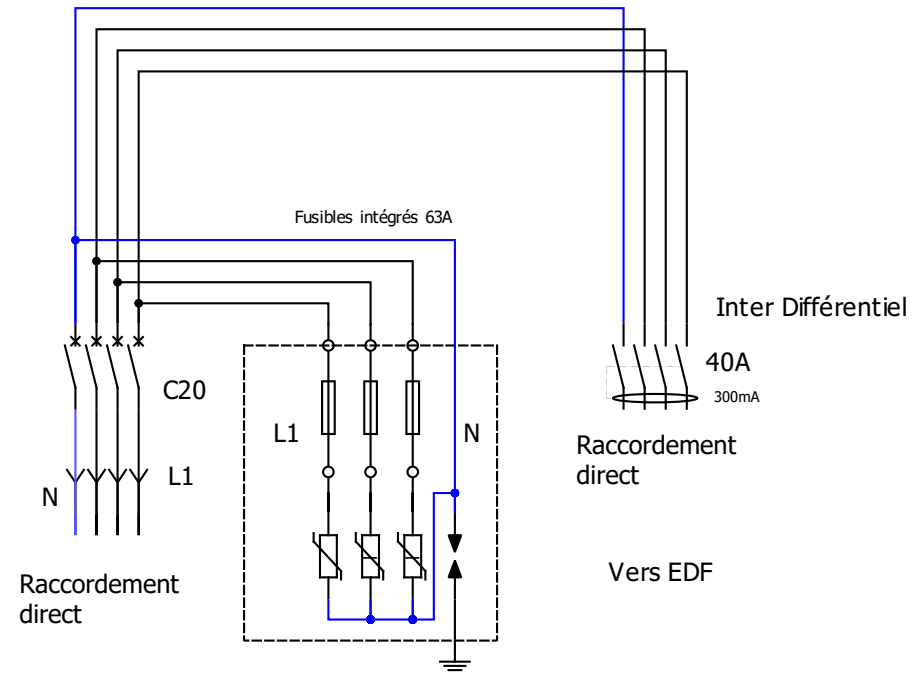 Fusibles intégrés 63A
Inter Différentiel
40A
300mA
C20
L1
N
L1
N
Raccordement
direct
Vers EDF
Raccordement
direct